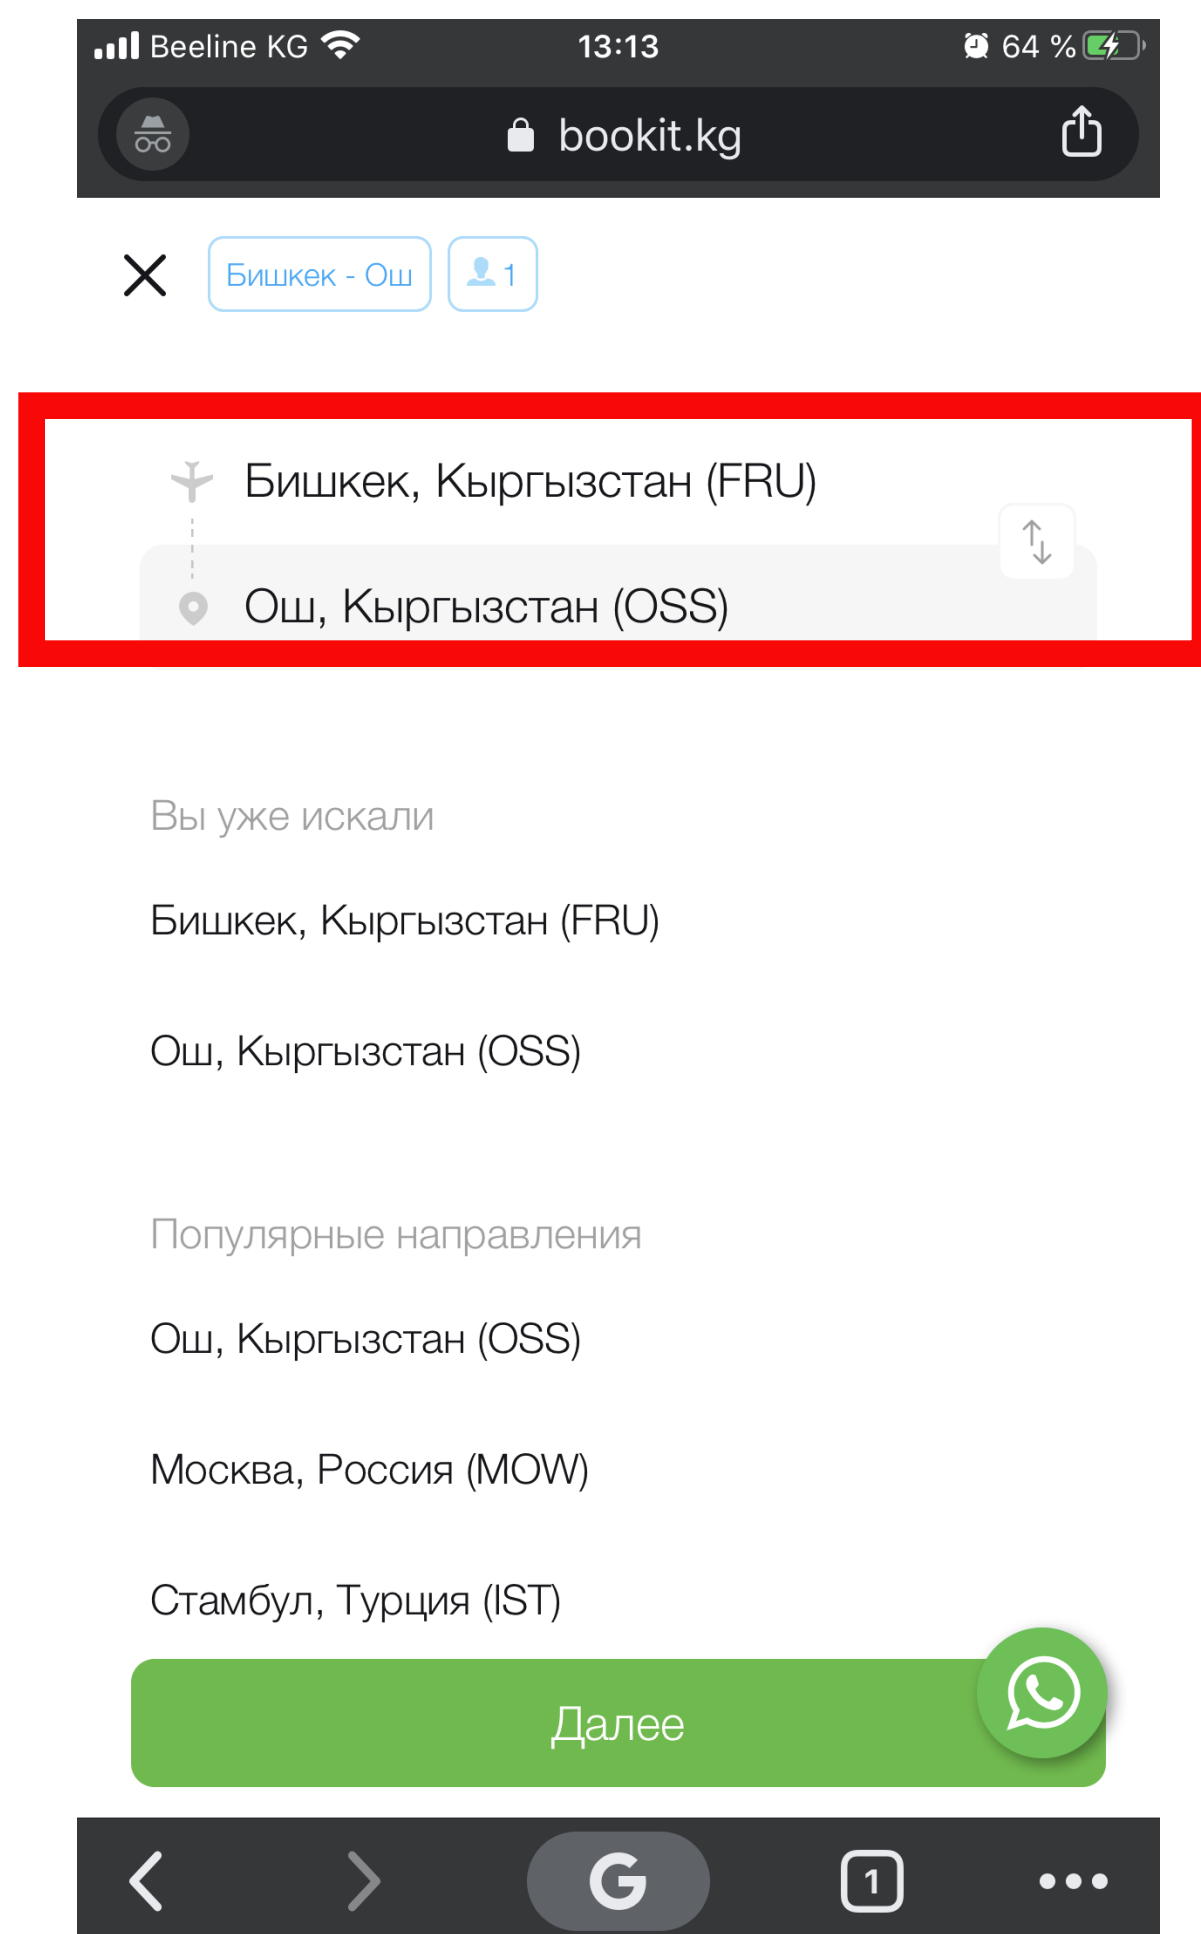 Beeline KG 13:13 64 %
bookit.kg
Бишкек - Ош 1
Бишкек, Кыргызстан (FRU)
Ош, Кыргызстан (OSS)
Вы уже искали
Бишкек, Кыргызстан (FRU)
Ош, Кыргызстан (OSS)
Популярные направления
Ош, Кыргызстан (OSS)
Москва, Россия (MOW)
Стамбул, Турция (IST)
Далее
G 1